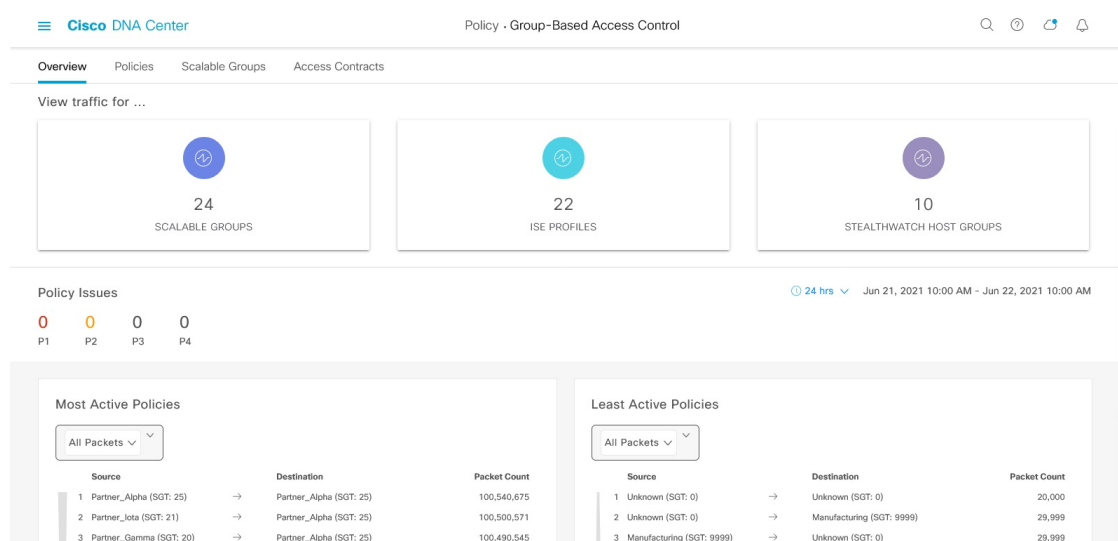 Cisco DNA Center
Policy · Group-Based Access Control
Overview Policies Scalable Groups Access Contracts
View traffic for ...
24
SCALABLE GROUPS
22
ISE PROFILES
10
STEALTHWATCH HOST GROUPS
Policy Issues
24 hrs Jun 21, 2021 10:00 AM - Jun 22, 2021 10:00 AM
0 0 0 0
P1 P2 P3 P4
Most Active Policies
All Packets
Source Destination Packet Count
1 Partner_Alpha (SGT: 25) → Partner_Alpha (SGT: 25) 100,540,675
2 Partner_Iota (SGT: 21) → Partner_Alpha (SGT: 25) 100,500,571
3 Partner_Gamma (SGT: 20) → Partner_Alpha (SGT: 25) 100,490,545
Least Active Policies
All Packets
Source Destination Packet Count
1 Unknown (SGT: 0) → Unknown (SGT: 0) 20,000
2 Unknown (SGT: 0) → Manufacturing (SGT: 9999) 29,999
3 Manufacturing (SGT: 9999) → Unknown (SGT: 0) 29,999